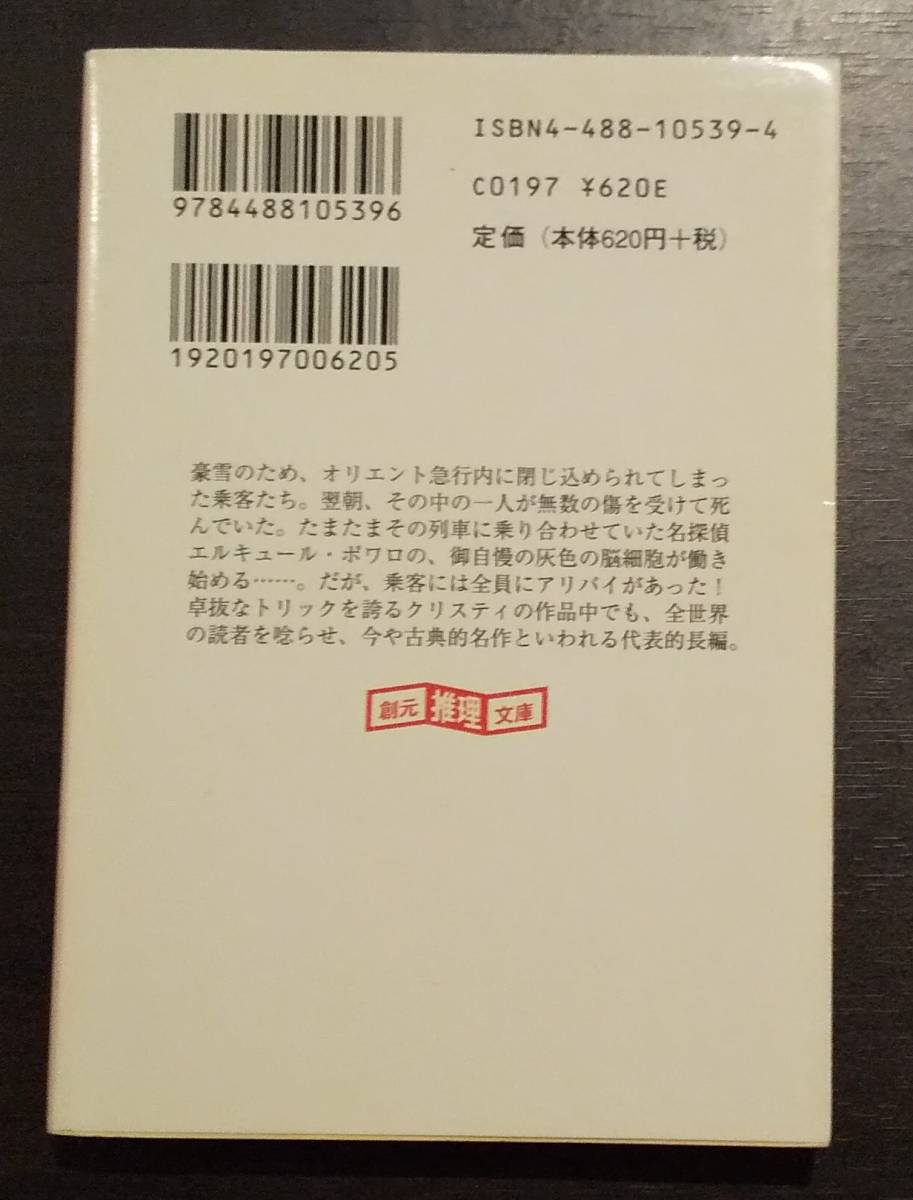 ISBN4-488-10539-4
9784488105396
C0197 ¥620E
定価（本体620円＋税）
1920197006205
豪雪のため、オリエント急行内に閉じ込められてしまっ
た乗客たち。翌朝、その中の一人が無数の傷を受けて死
んでいた。たまたまその列車に乗り合わせていた名探偵
エルキュール・ポワロの、御自慢の灰色の脳細胞が働き
始める……。だが、乗客には全員にアリバイがあった！
卓抜なトリックを誇るクリスティの作品中でも、全世界
の読者を唸らせ、今や古典的名作といわれる代表的長編。
創元推理文庫